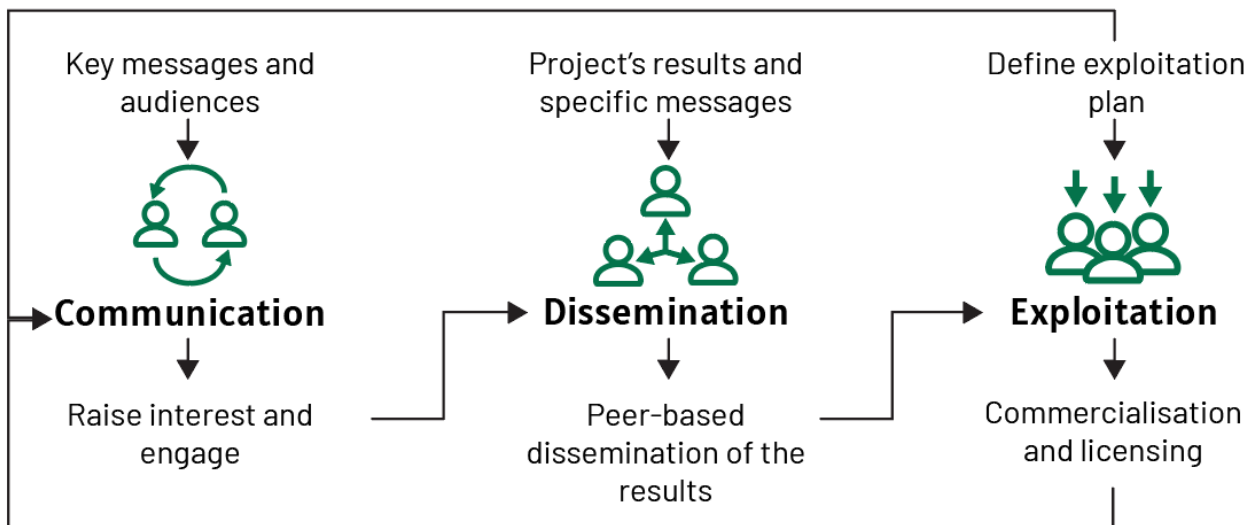 Key messages and
audiences
Project's results and
specific messages
Define exploitation
plan
Communication
Dissemination
Exploitation
Raise interest and
engage
Peer-based
dissemination of the
results
Commercialisation
and licensing